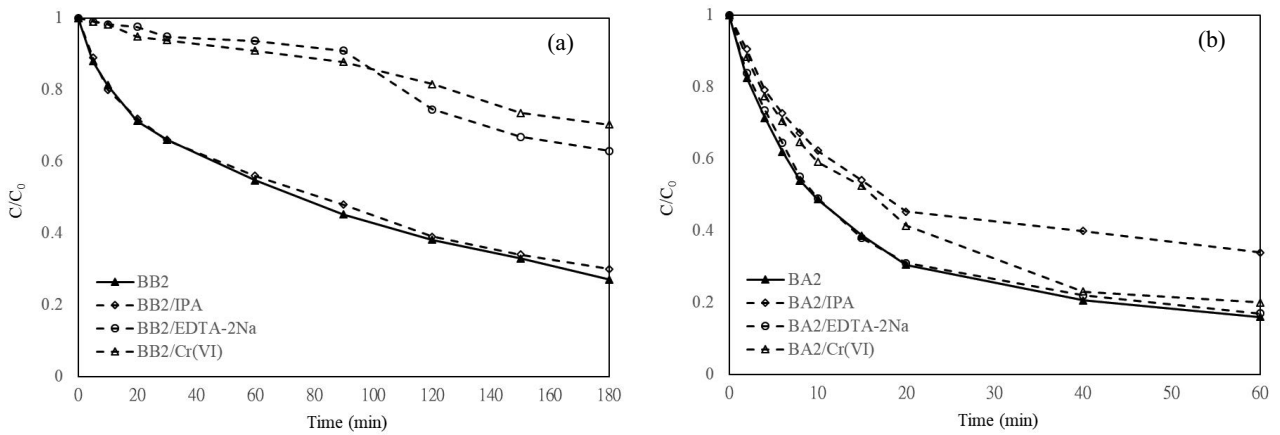 (a)
C/C0
1
0.8
0.6
0.4
0.2
0
BB2
BB2/IPA
BB2/EDTA-2Na
BB2/Cr(VI)
0 20 40 60 80 100 120 140 160 180
Time (min)
(b)
C/C0
1
0.8
0.6
0.4
0.2
0
BA2
BA2/IPA
BA2/EDTA-2Na
BA2/Cr(VI)
0 10 20 30 40 50 60
Time (min)